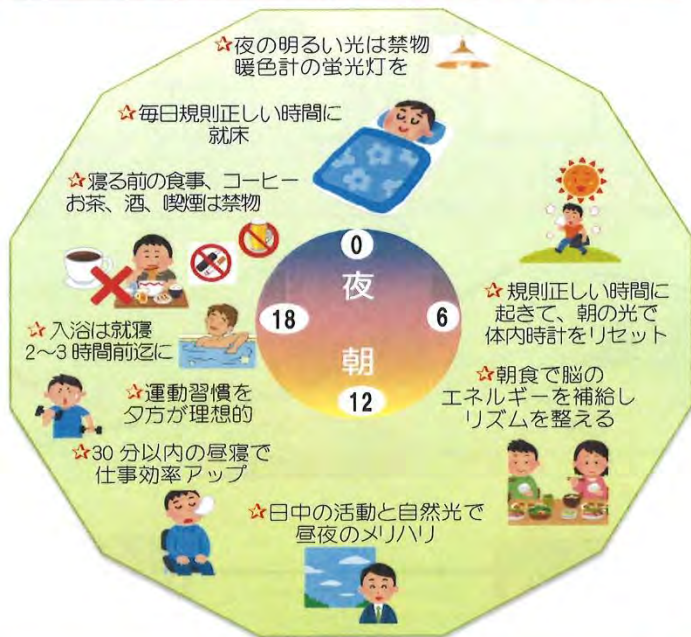 ☆夜の明るい光は禁物
暖色計の蛍光灯を
☆毎日規則正しい時間に
就床
☆寝る前の食事、コーヒー
お茶、酒、喫煙は禁物
☆入浴は就寝
2〜3時間前迄に
☆運動習慣を
夕方が理想的
☆30分以内の昼寝で
仕事効率アップ
☆日中の活動と自然光で
昼夜のメリハリ
☆朝食で脳の
エネルギーを補給し
リズムを整える
☆規則正しい時間に
起きて、朝の光で
体内時計をリセット
0
夜
18
6
朝
12